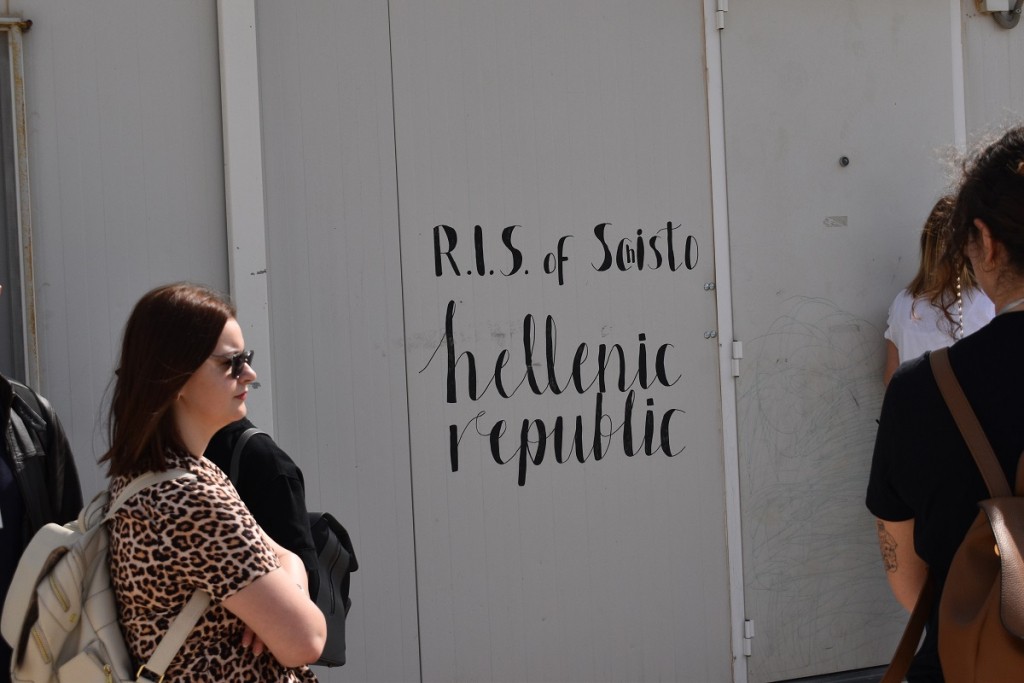 R.I.S. of Schisto
hellenic
republic